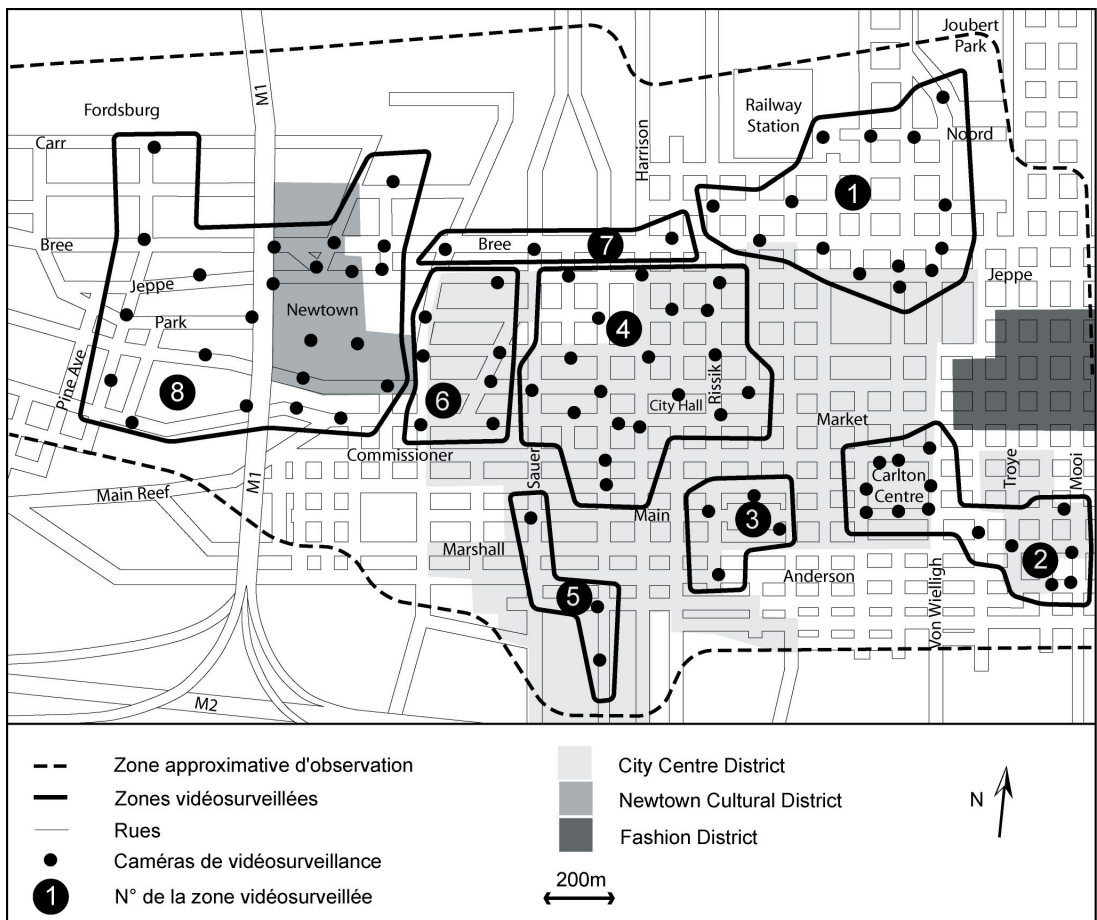 Joubert
Park
Fordsburg
M1
Railway
Station
Carr
Harrison
Noord
1
Bree
7
Bree
Jeppe
Jeppe
Newtown
Park
4
Pine Ave
8
6
City Hall
Rissik
Market
Commissioner
Sauer
Carlton
Centre
Troye
Mooi
M1
Main Reef
Main
3
Marshall
Anderson
2
5
Von Wielligh
M2
Zone approximative d'observation
Zones vidéosurveillées
Rues
Caméras de vidéosurveillance
1 N° de la zone vidéosurveillée
City Centre District
Newtown Cultural District
Fashion District
200m
N